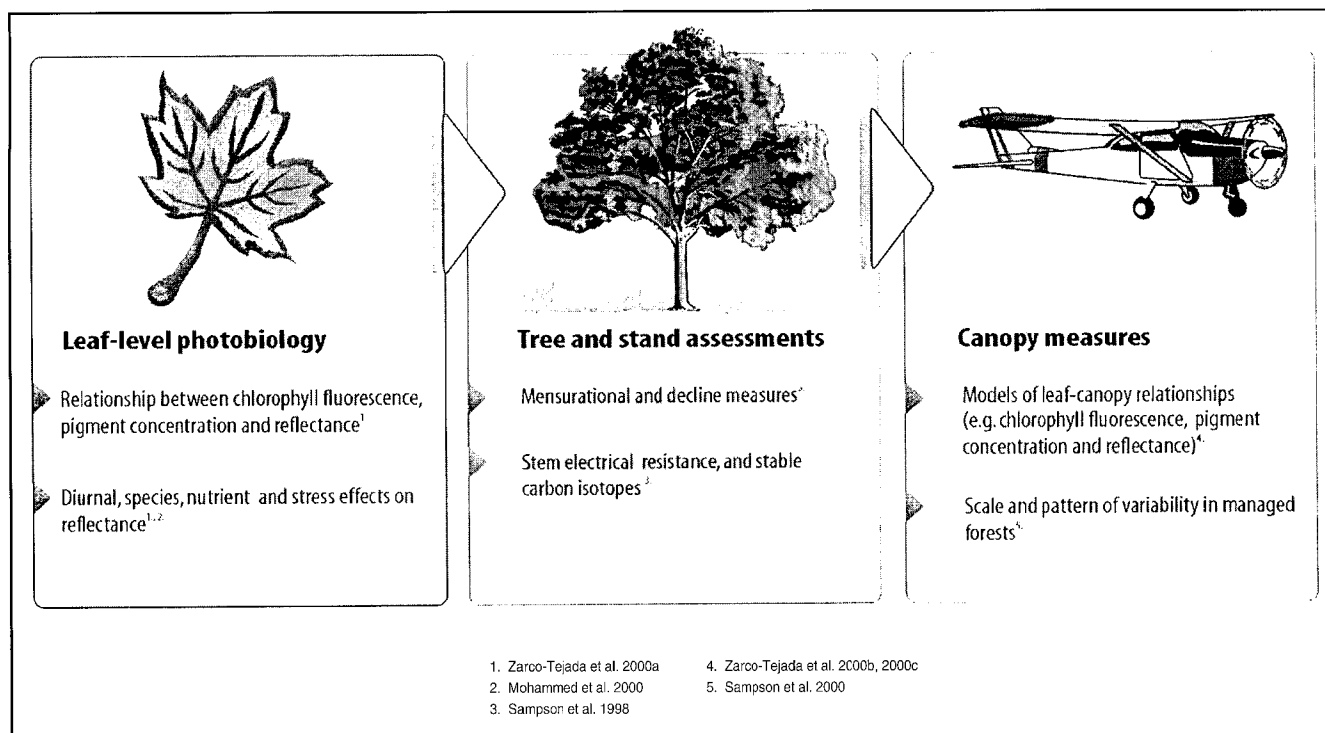 Leaf-level photobiology
Relationship between chlorophyll fluorescence,
pigment concentration and reflectance1
Diurnal, species, nutrient and stress effects on
reflectance1,2
Tree and stand assessments
Mensurational and decline measures
Stem electrical resistance, and stable
carbon isotopes3.
Canopy measures
Models of leaf-canopy relationships
(e.g. chlorophyll fluorescence, pigment
concentration and reflectance)4.
Scale and pattern of variability in managed
forests5.
1. Zarco-Tejada et al. 2000a
2. Mohammed et al. 2000
3. Sampson et al. 1998
4. Zarco-Tejada et al. 2000b, 2000c
5. Sampson et al. 2000